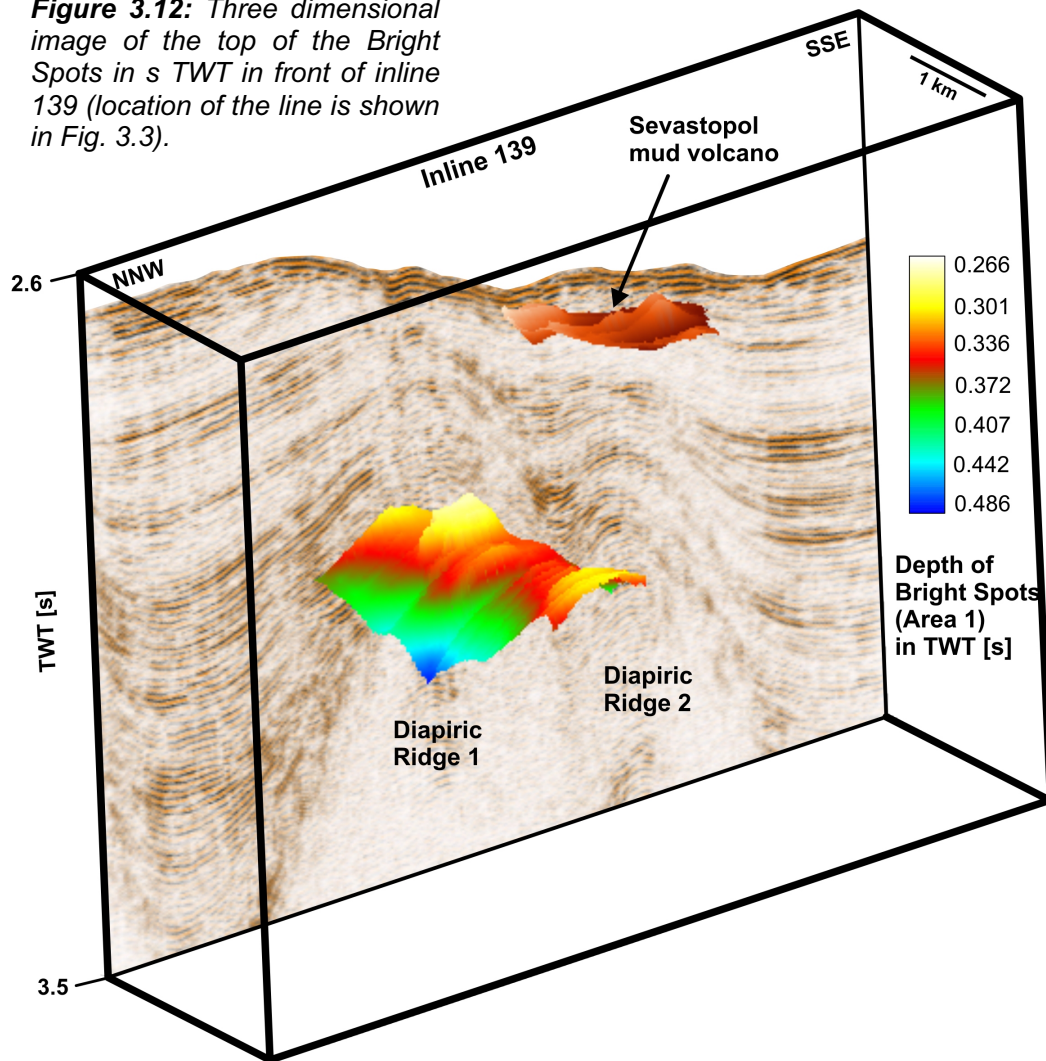 Figure 3.12: Three dimensional
image of the top of the Bright
Spots in s TWT in front of inline
139 (location of the line is shown
in Fig. 3.3).
SSE
1 km
Sevastopol
mud volcano
Inline 139
NNW
2.6
0.266
0.301
0.336
0.372
0.407
0.442
0.486
Depth of
Bright Spots
(Area 1)
in TWT [s]
TWT [s]
Diapiric
Ridge 2
Diapiric
Ridge 1
3.5